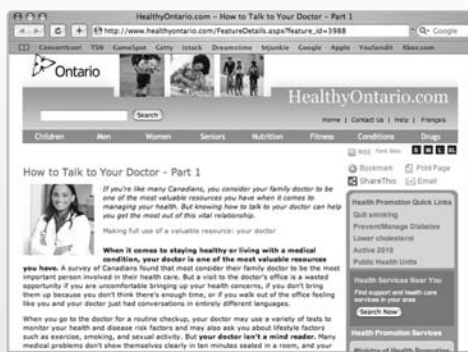 HealthyOntario.com – How to Talk to Your Doctor – Part 1
http://www.healthyontario.com/FeatureDetails.aspx?feature_id=3988
Google
Converticon! TSN GameSpot Getty istock Dreamstime btjunkie Google Apple YouSendit Xbox.com
Ontario
HealthyOntario.com
Search
Home | Contact Us | Help | Français
Children Men Women Seniors Nutrition Fitness Conditions Drugs
RSS Font Size: S M L XL
Bookmark Print Page
ShareThis Email
How to Talk to Your Doctor - Part 1
If you're like many Canadians, you consider your family doctor to be
one of the most valuable resources you have when it comes to
managing your health. But knowing how to talk to your doctor can help
you get the most out of this vital relationship.
Making full use of a valuable resource: your doctor
When it comes to staying healthy or living with a medical
condition, your doctor is one of the most valuable resources
you have. A survey of Canadians found that most consider their family doctor to be the most
important person involved in their health care. But a visit to the doctor's office is a wasted
opportunity if you are uncomfortable bringing up your health concerns, if you don't bring
them up because you don't think there's enough time, or if you walk out of the office feeling
like you and your doctor just had conversations in entirely different languages.
When you go to the doctor for a routine checkup, your doctor may use a variety of tests to
monitor your health and disease risk factors and may also ask you about lifestyle factors
such as exercise, smoking, and sexual activity. But your doctor isn't a mind reader. Many
medical problems don't show themselves clearly in ten minutes seated in a room, and your
Health Promotion Quick Links
Quit smoking
Prevent/Manage Diabetes
Lower cholesterol
Active 2010
Public Health Units
Health Services Near You
Find support and health care
services in your area
Search Now
Health Promotion Services
Ministry of Health Promotion